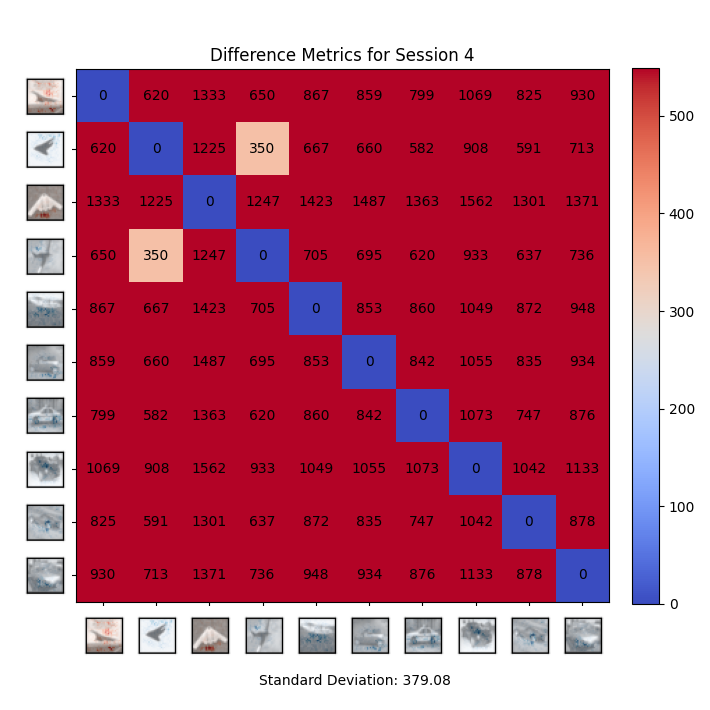 Difference Metrics for Session 4
0 620 1333 650 867 859 799 1069 825 930
620 0 1225 350 667 660 582 908 591 713
1333 1225 0 1247 1423 1487 1363 1562 1301 1371
650 350 1247 0 705 695 620 933 637 736
867 667 1423 705 0 853 860 1049 872 948
859 660 1487 695 853 0 842 1055 835 934
799 582 1363 620 860 842 0 1073 747 876
1069 908 1562 933 1049 1055 1073 0 1042 1133
825 591 1301 637 872 835 747 1042 0 878
930 713 1371 736 948 934 876 1133 878 0
500
400
300
200
100
0
Standard Deviation: 379.08